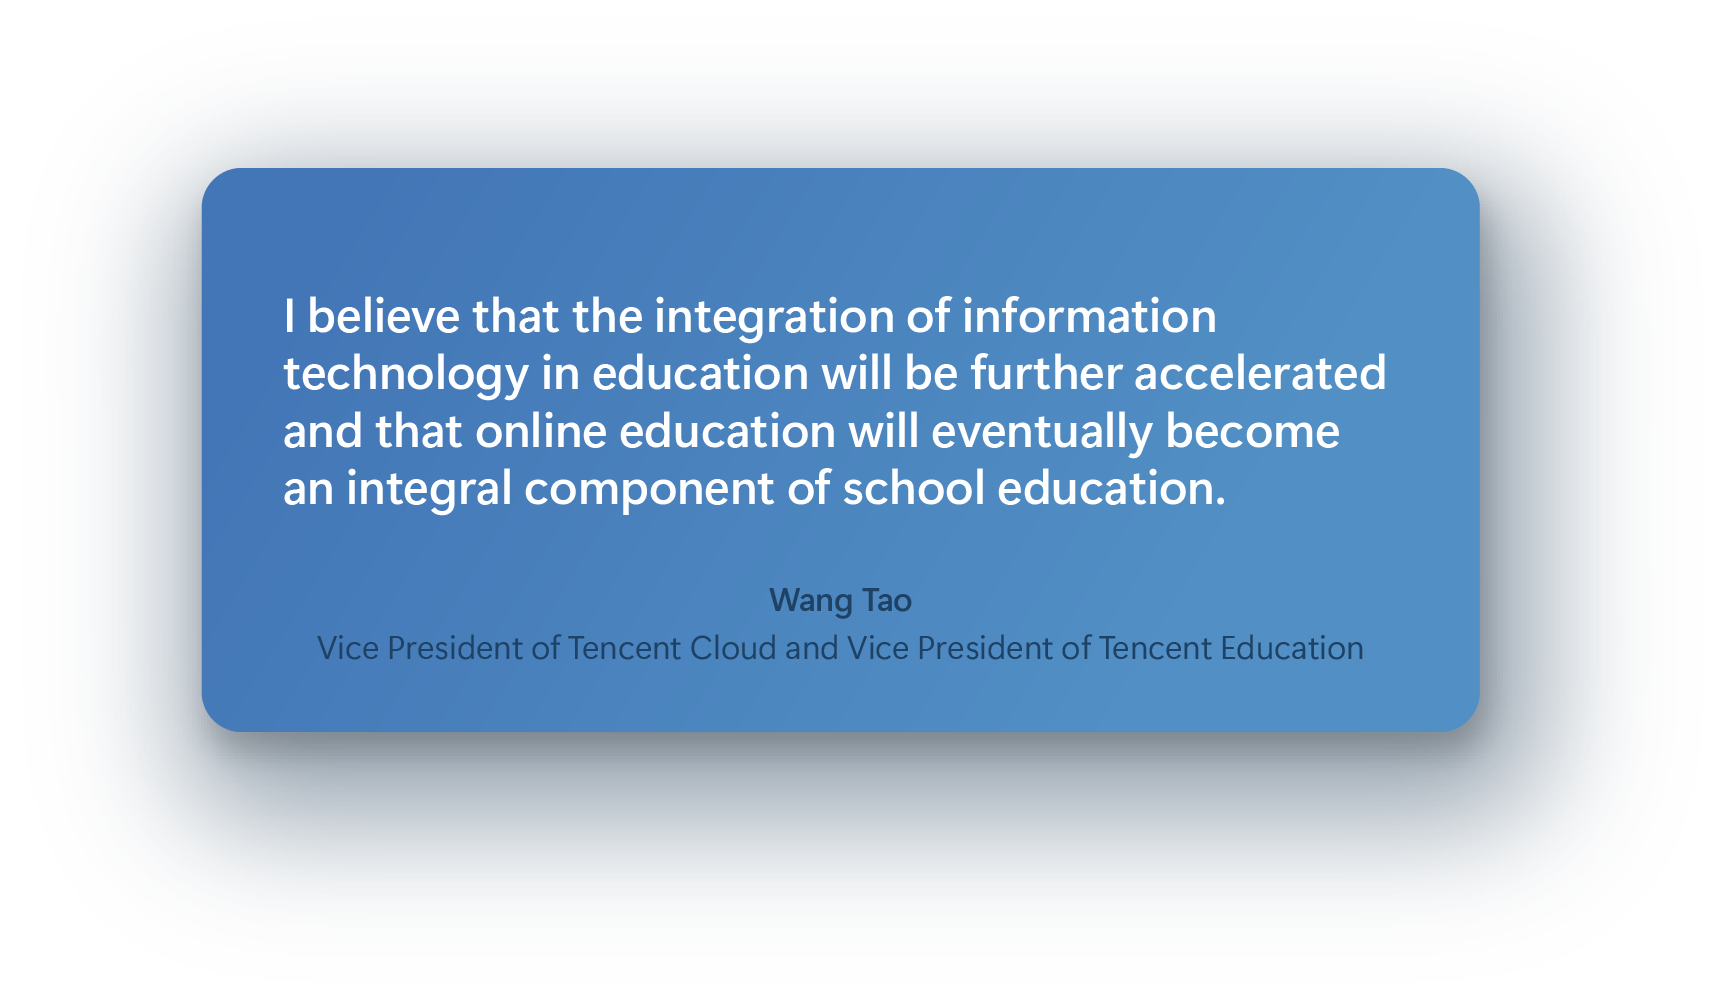 I believe that the integration of information
technology in education will be further accelerated
and that online education will eventually become
an integral component of school education.
Wang Tao
Vice President of Tencent Cloud and Vice President of Tencent Education